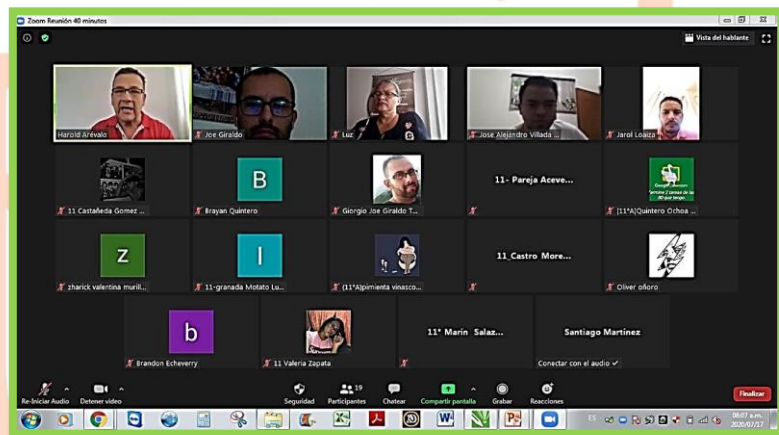 Zoom Reunión 40 minutos
Vista del hablante
Harold Arévalo
Joe Giraldo
Luz
Jose Alejandro Villada ...
Jarol Loaiza
11 Castañeda Gomez ...
B
Brayan Quintero
Giorgio Joe Giraldo T...
11- Pareja Aceve...
(11°A)Quintero Ochoa ...
z
zharick valentina murill...
l
11-granada Motato Lu...
(11°A)pimienta vinasco...
11_Castro More...
Oliver oñoro
b
Brandon Echeverry
11 Valeria Zapata
11° Marin Salaz...
Santiago Martinez
Conectar con el audio
Re-Iniciar Audio
Detener video
Seguridad
19
Participantes
Chatear
Compartir pantalla
Grabar
Reacciones
Finalizar
ES
08:07 a.m.
2020/07/17